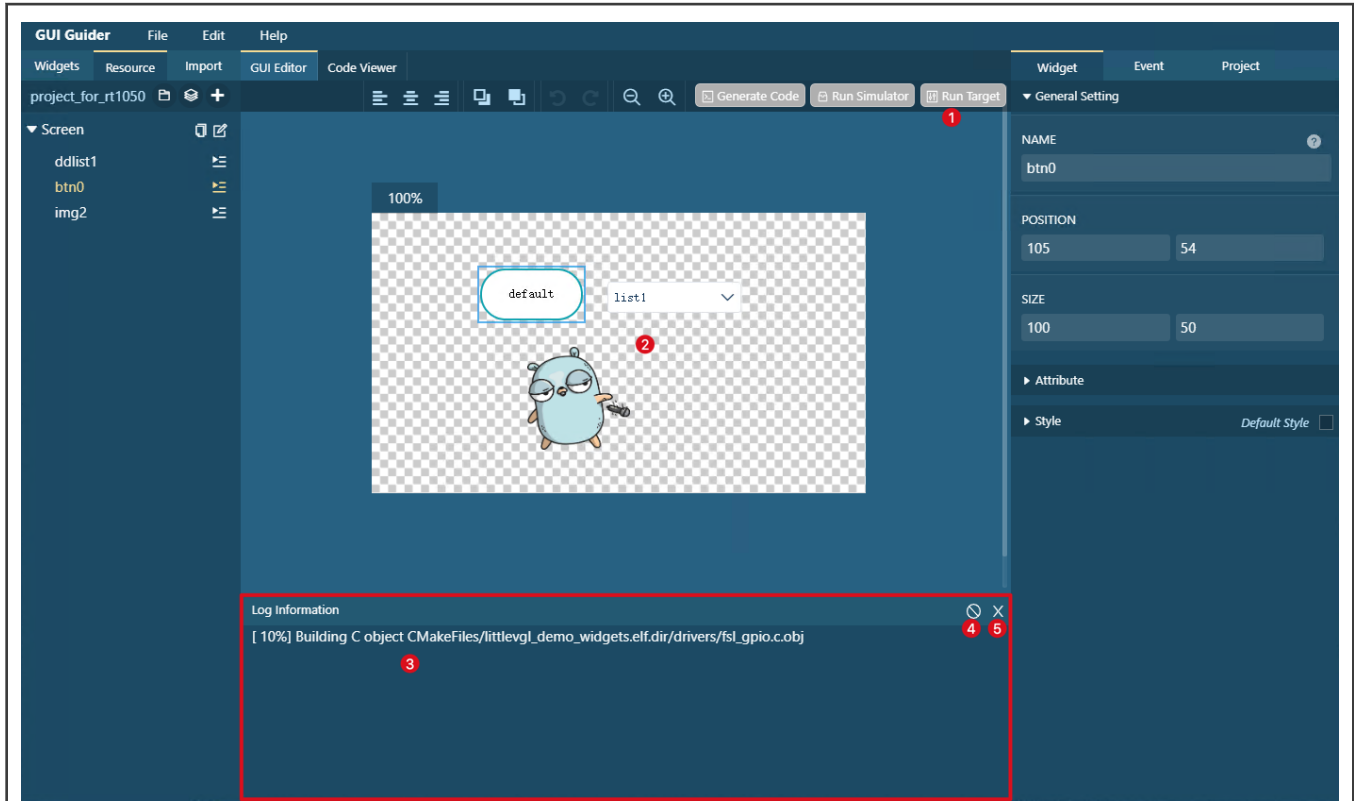 GUI Guider File Edit Help
Widgets Resource Import GUI Editor Code Viewer Widget Event Project
project_for_rt1050 Generate Code Run Simulator Run Target General Setting
1
Screen
ddlist1
btn0
img2
100%
default list1
2
NAME ?
btn0
POSITION
105 54
SIZE
100 50
Attribute
Style Default Style
Log Information X
4 5
[ 10%] Building C object CMakeFiles/littlevgl_demo_widgets.elf.dir/drivers/fsl_gpio.c.obj
3